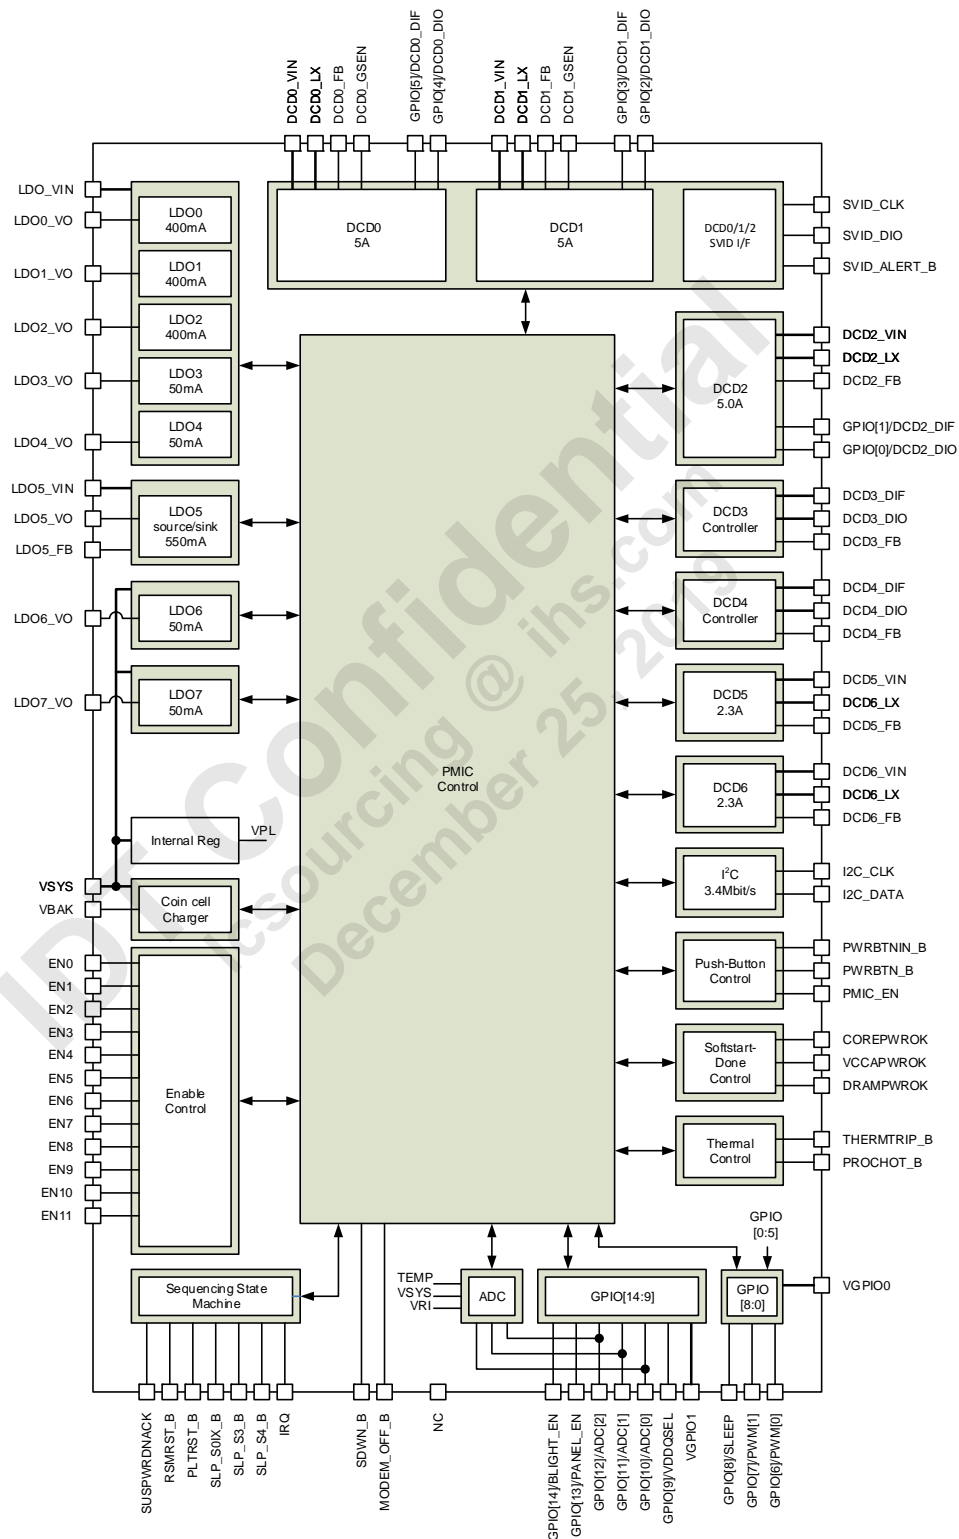 DCD0_VIN
DCD0_LX
DCD0_FB
DCD0_GSEN
GPIO[5]/DCD0_DIF
GPIO[4]/DCD0_DIO
DCD1_VIN
DCD1_LX
DCD1_FB
DCD1_GSEN
GPIO[3]/DCD1_DIF
GPIO[2]/DCD1_DIO
LDO_VIN
LDO0_VO
LDO1_VO
LDO2_VO
LDO3_VO
LDO4_VO
LDO5_VIN
LDO5_VO
LDO5_FB
LDO6_VO
LDO7_VO
VSYS
VBAK
EN0
EN1
EN2
EN3
EN4
EN5
EN6
EN7
EN8
EN9
EN10
EN11
LDO0
400mA
LDO1
400mA
LDO2
400mA
LDO3
50mA
LDO4
50mA
LDO5
source/sink
550mA
LDO6
50mA
LDO7
50mA
Internal Reg
VPL
Coin cell
Charger
Enable
Control
Sequencing State
Machine
DCD0
5A
DCD1
5A
DCD0/1/2
SVID I/F
PMIC
Control
DCD2
5.0A
DCD3
Controller
DCD4
Controller
DCD5
2.3A
DCD6
2.3A
I2C
3.4Mbit/s
Push-Button
Control
Softstart-
Done
Control
Thermal
Control
SVID_CLK
SVID_DIO
SVID_ALERT_B
DCD2_VIN
DCD2_LX
DCD2_FB
GPIO[1]/DCD2_DIF
GPIO[0]/DCD2_DIO
DCD3_DIF
DCD3_DIO
DCD3_FB
DCD4_DIF
DCD4_DIO
DCD4_FB
DCD5_VIN
DCD6_LX
DCD5_FB
DCD6_VIN
DCD6_LX
DCD6_FB
I2C_CLK
I2C_DATA
PWRBTNIN_B
PWRBTN_B
PMIC_EN
COREPWROK
VCCAPWROK
DRAMPWROK
THERMTRIP_B
PROCHOT_B
GPIO
[0:5]
VGPIO0
TEMP
VSYS
VRI
ADC
GPIO[14:9]
GPIO
[8:0]
SUSPWRDNACK
RSMRST_B
PLTRST_B
SLP_S0IX_B
SLP_S3_B
SLP_S4_B
IRQ
SDWN_B
MODEM_OFF_B
NC
GPIO[14]/BLIGHT_EN
GPIO[13]/PANEL_EN
GPIO[12]/ADC[2]
GPIO[11]/ADC[1]
GPIO[10]/ADC[0]
GPIO[9]/VDDQSEL
VGPIO1
GPIO[8]/SLEEP
GPIO[7]/PWM[1]
GPIO[6]/PWM[0]
IDT Confidential
Icsourcing @ ihs.com
December 25, 2019